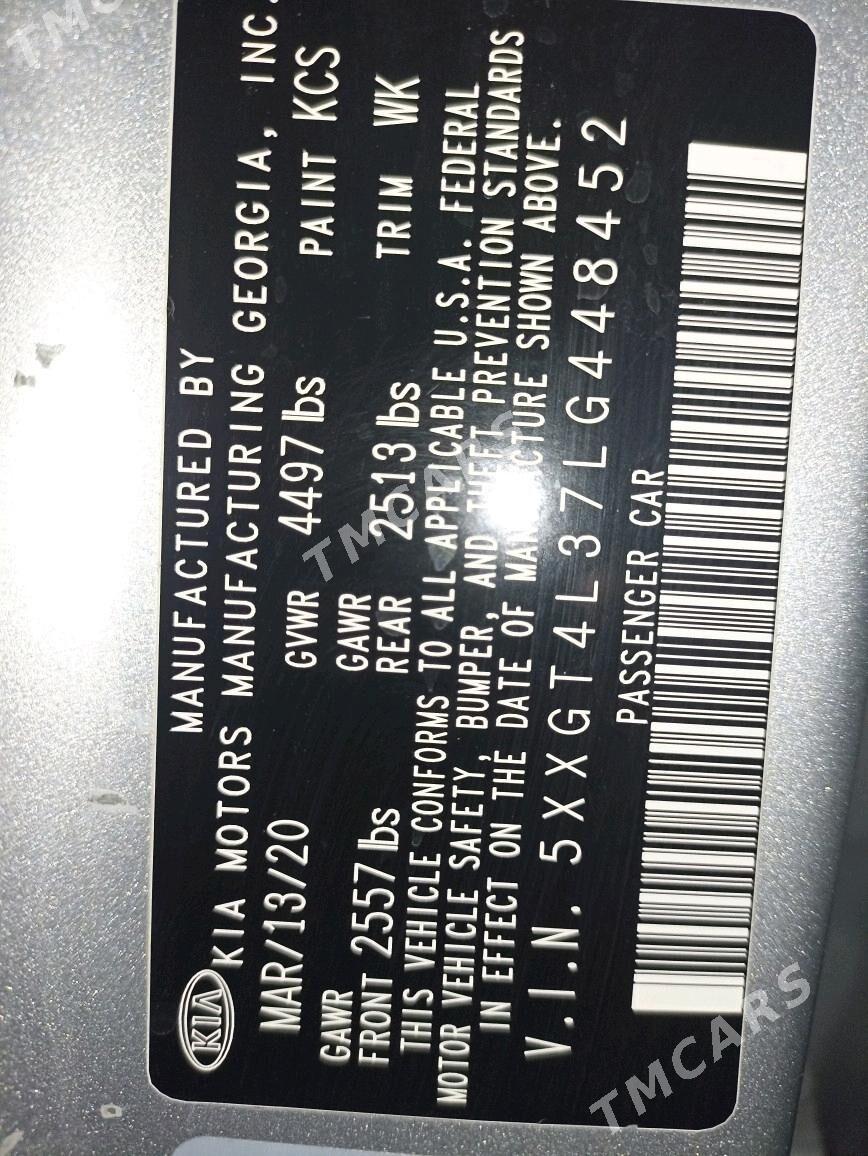 KIA
MANUFACTURED BY
KIA MOTORS MANUFACTURING GEORGIA, INC.
MAR/13/20 GVWR 4497 lbs PAINT KCS
GAWR FRONT 2557 lbs GAWR REAR 2513 lbs TRIM WK
THIS VEHICLE CONFORMS TO ALL APPLICABLE U.S.A. FEDERAL
MOTOR VEHICLE SAFETY, BUMPER, AND THEFT PREVENTION STANDARDS
IN EFFECT ON THE DATE OF MANUFACTURE SHOWN ABOVE.
V.I.N. 5XXGT4L37LG448452
PASSENGER CAR
TMCARS
TMCARS
TMCARS